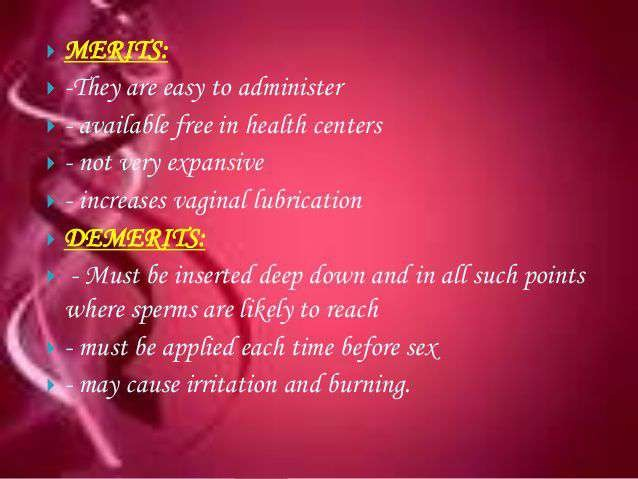 MERITS:
-They are easy to administer
- available free in health centers
- not very expansive
- increases vaginal lubrication
DEMERITS:
- Must be inserted deep down and in all such points
where sperms are likely to reach
- must be applied each time before sex
- may cause irritation and burning.